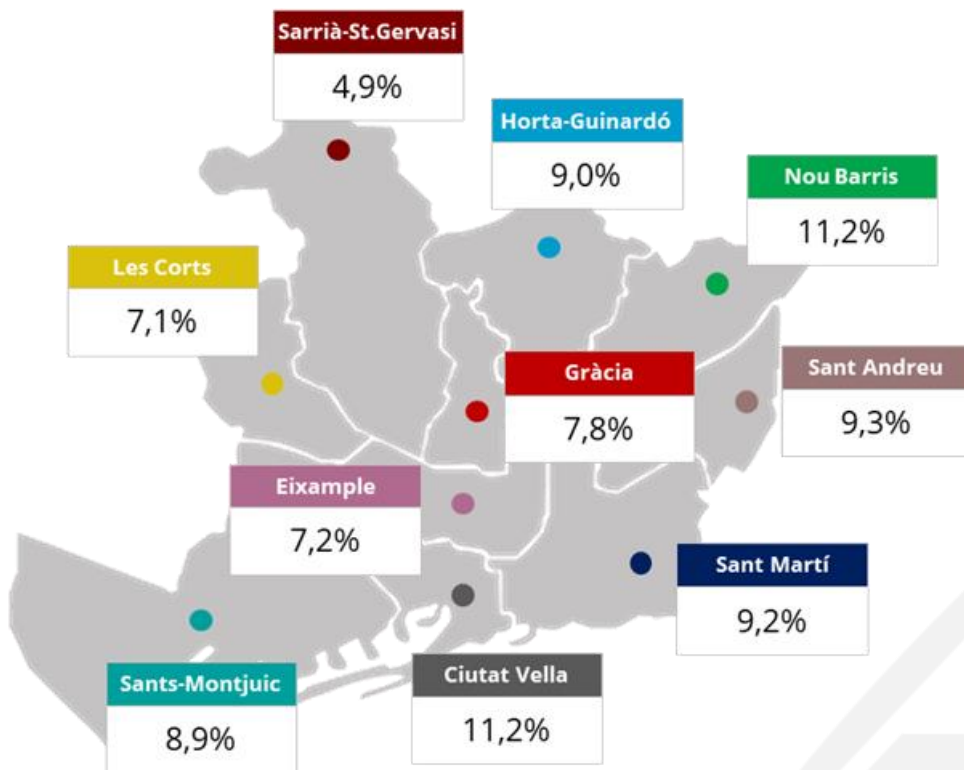 Sarrià-St.Gervasi
4,9%
Horta-Guinardó
9,0%
Nou Barris
11,2%
Les Corts
7,1%
Gràcia
7,8%
Sant Andreu
9,3%
Eixample
7,2%
Sant Martí
9,2%
Sants-Montjuic
8,9%
Ciutat Vella
11,2%